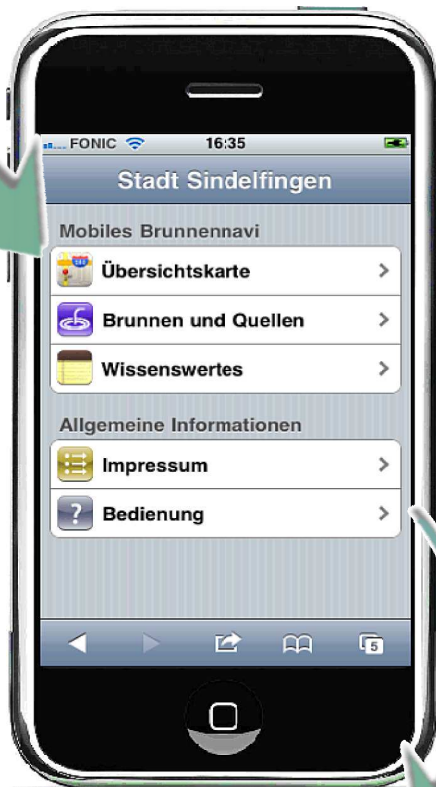 FONIC 16:35
Stadt Sindelfingen
Mobiles Brunnennavi
Übersichtskarte
Brunnen und Quellen
Wissenswertes
Allgemeine Informationen
Impressum
? Bedienung
5